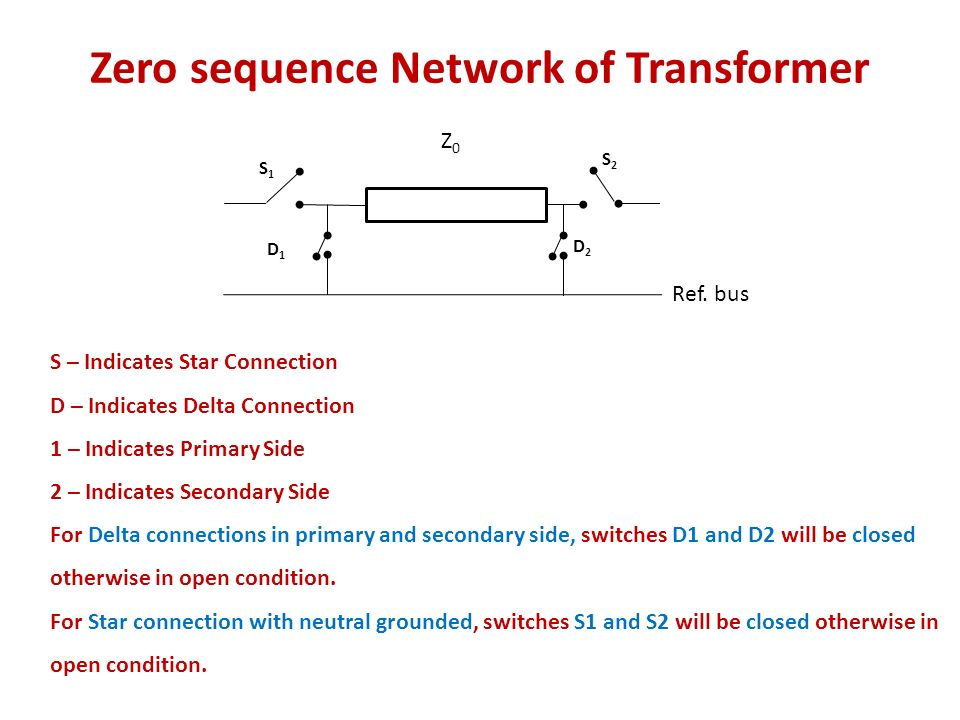 Zero sequence Network of Transformer
Z0
S1
S2
D1
D2
Ref. bus
S – Indicates Star Connection
D – Indicates Delta Connection
1 – Indicates Primary Side
2 – Indicates Secondary Side
For Delta connections in primary and secondary side, switches D1 and D2 will be closed
otherwise in open condition.
For Star connection with neutral grounded, switches S1 and S2 will be closed otherwise in
open condition.